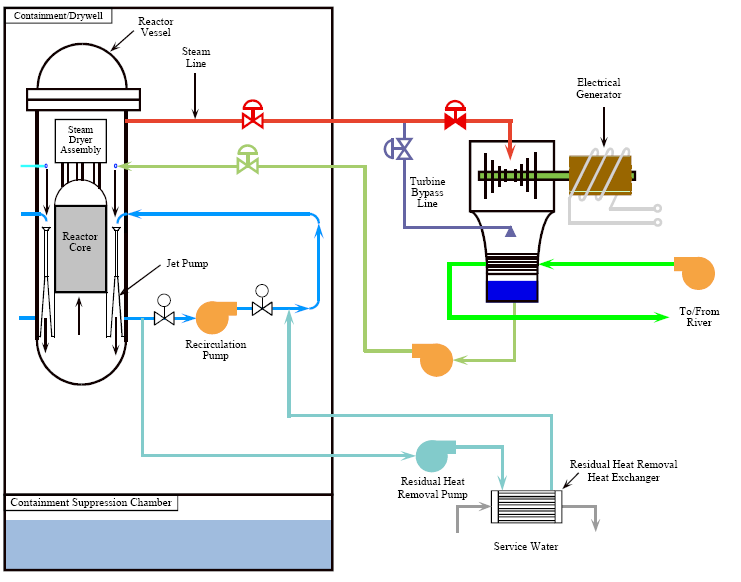 Containment/Drywell
Reactor
Vessel
Steam
Line
Electrical
Generator
Steam
Dryer
Assembly
Turbine
Bypass
Line
Reactor
Core
Jet Pump
To/From
River
Recirculation
Pump
Residual Heat
Removal Pump
Residual Heat Removal
Heat Exchanger
Containment Suppression Chamber
Service Water